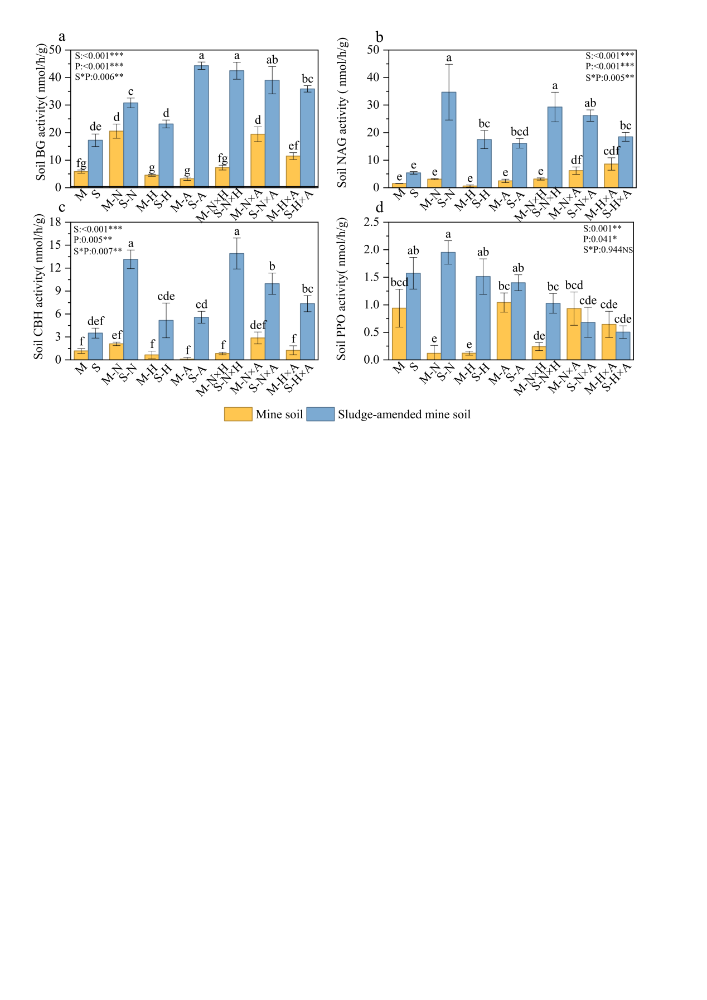 a
Soil BG activity( nmol/h/g)
50
40
30
20
10
0
S:<0.001***
P:<0.001***
S*P:0.006**
fg
de
d
c
g
d
g
a
fg
a
d
ab
ef
bc
M
S
M-N
S-N
M-H
S-H
M-A
S-A
M-N×H
S-N×H
M-N×A
S-N×A
M-H×A
S-H×A
b
Soil NAG activity ( nmol/h/g)
50
40
30
20
10
0
S:<0.001***
P:<0.001***
S*P:0.005**
e
e
e
a
e
bc
e
bcd
e
a
df
ab
cdf
bc
M
S
M-N
S-N
M-H
S-H
M-A
S-A
M-N×H
S-N×H
M-N×A
S-N×A
M-H×A
S-H×A
c
Soil CBH activity( nmol/h/g)
18
15
12
9
6
3
0
S:<0.001***
P:0.005**
S*P:0.007**
f
def
ef
a
f
cde
f
cd
f
a
def
b
f
bc
M
S
M-N
S-N
M-H
S-H
M-A
S-A
M-N×H
S-N×H
M-N×A
S-N×A
M-H×A
S-H×A
d
Soil PPO activity( nmol/h/g)
2.5
2.0
1.5
1.0
0.5
0.0
S:0.001**
P:0.041*
S*P:0.944NS
bcd
ab
e
a
e
ab
bc
ab
de
bc
bcd
cde
cde
cde
M
S
M-N
S-N
M-H
S-H
M-A
S-A
M-N×H
S-N×H
M-N×A
S-N×A
M-H×A
S-H×A
Mine soil
Sludge-amended mine soil